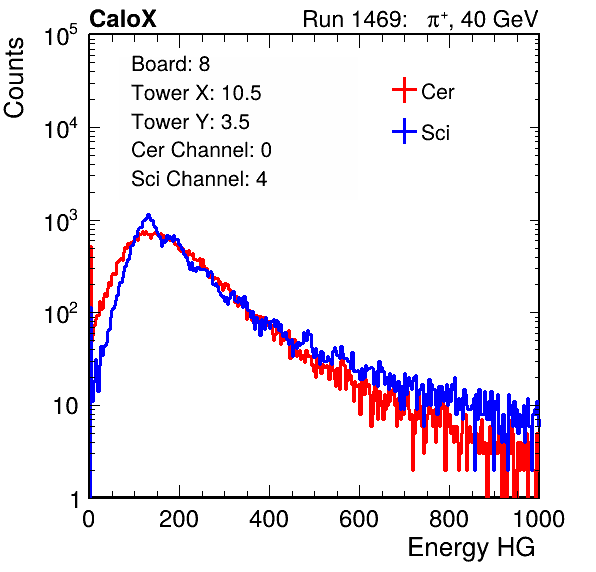 CaloX Run 1469: π⁺, 40 GeV
Counts
10⁵
10⁴
10³
10²
10
1
Board: 8
Tower X: 10.5
Tower Y: 3.5
Cer Channel: 0
Sci Channel: 4
Cer
Sci
0 200 400 600 800 1000
Energy HG